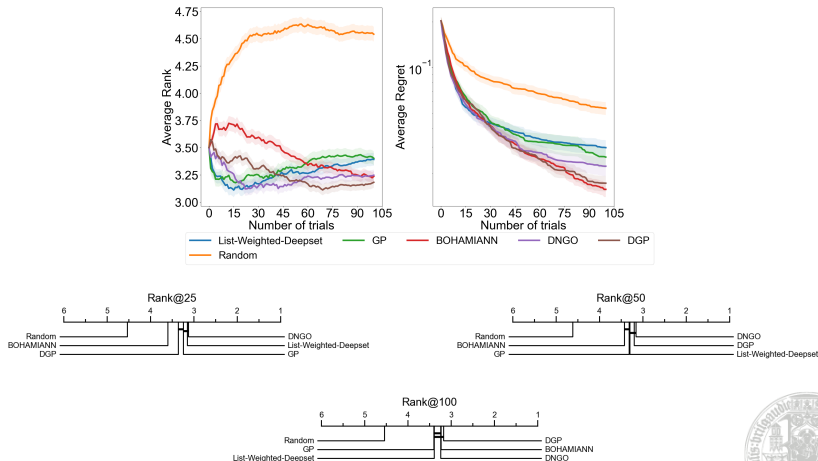 4.75
4.50
4.25
4.00
3.75
3.50
3.25
3.00
Average Rank
0 15 30 45 60 75 90 105
Number of trials
10⁻¹
Average Regret
0 15 30 45 60 75 90 105
Number of trials
List-Weighted-Deepset GP BOHAMIANN DNGO DGP
Random
Rank@25
6 5 4 3 2 1
Random DNGO
BOHAMIANN List-Weighted-Deepset
DGP GP
Rank@50
6 5 4 3 2 1
Random DNGO
BOHAMIANN DGP
GP List-Weighted-Deepset
Rank@100
6 5 4 3 2 1
Random DGP
GP BOHAMIANN
List-Weighted-Deepset DNGO